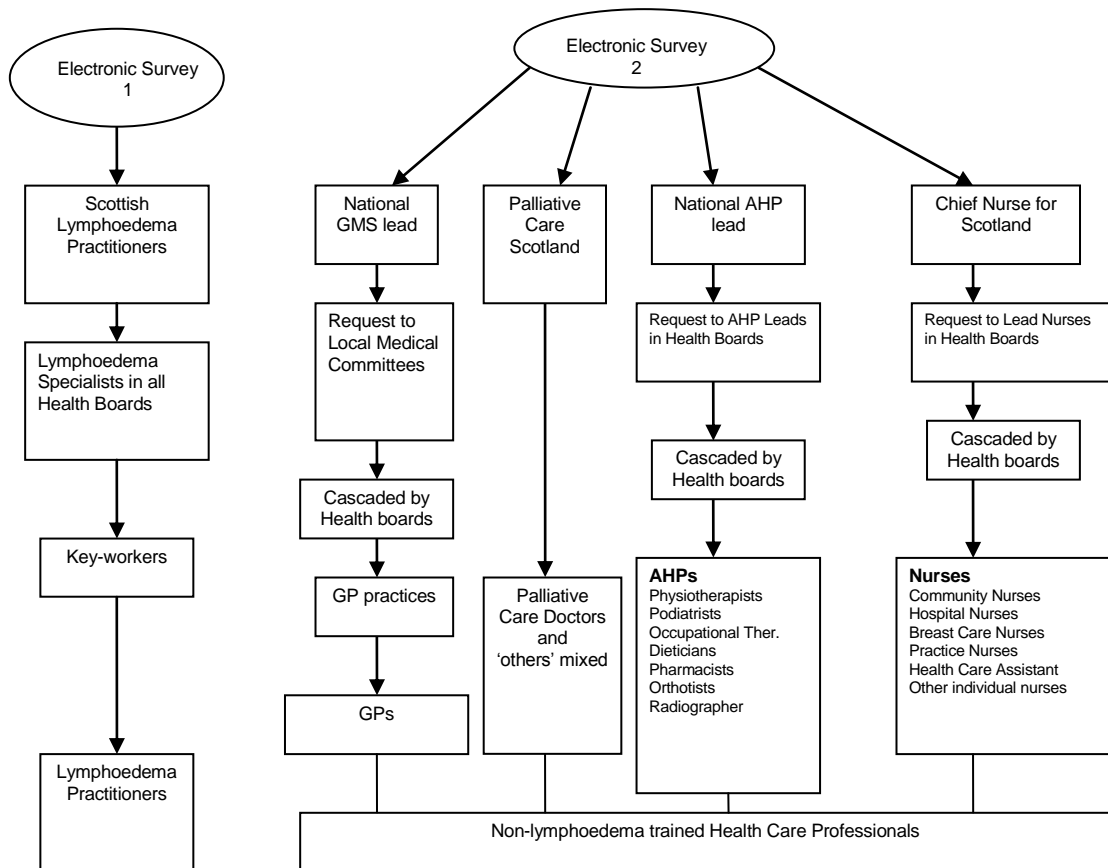 Electronic Survey
1
Scottish
Lymphoedema
Practitioners
Lymphoedema
Specialists in all
Health Boards
Key-workers
Lymphoedema
Practitioners
Electronic Survey
2
National
GMS lead
Request to
Local Medical
Committees
Cascaded by
Health boards
GP practices
GPs
Palliative
Care
Scotland
Palliative
Care Doctors
and
‘others’ mixed
National AHP
lead
Request to AHP Leads
in Health Boards
Cascaded by
Health boards
AHPs
Physiotherapists
Podiatrists
Occupational Ther.
Dieticians
Pharmacists
Orthotists
Radiographer
Chief Nurse for
Scotland
Request to Lead Nurses
in Health Boards
Cascaded by
Health boards
Nurses
Community Nurses
Hospital Nurses
Breast Care Nurses
Practice Nurses
Health Care Assistant
Other individual nurses
Non-lymphoedema trained Health Care Professionals